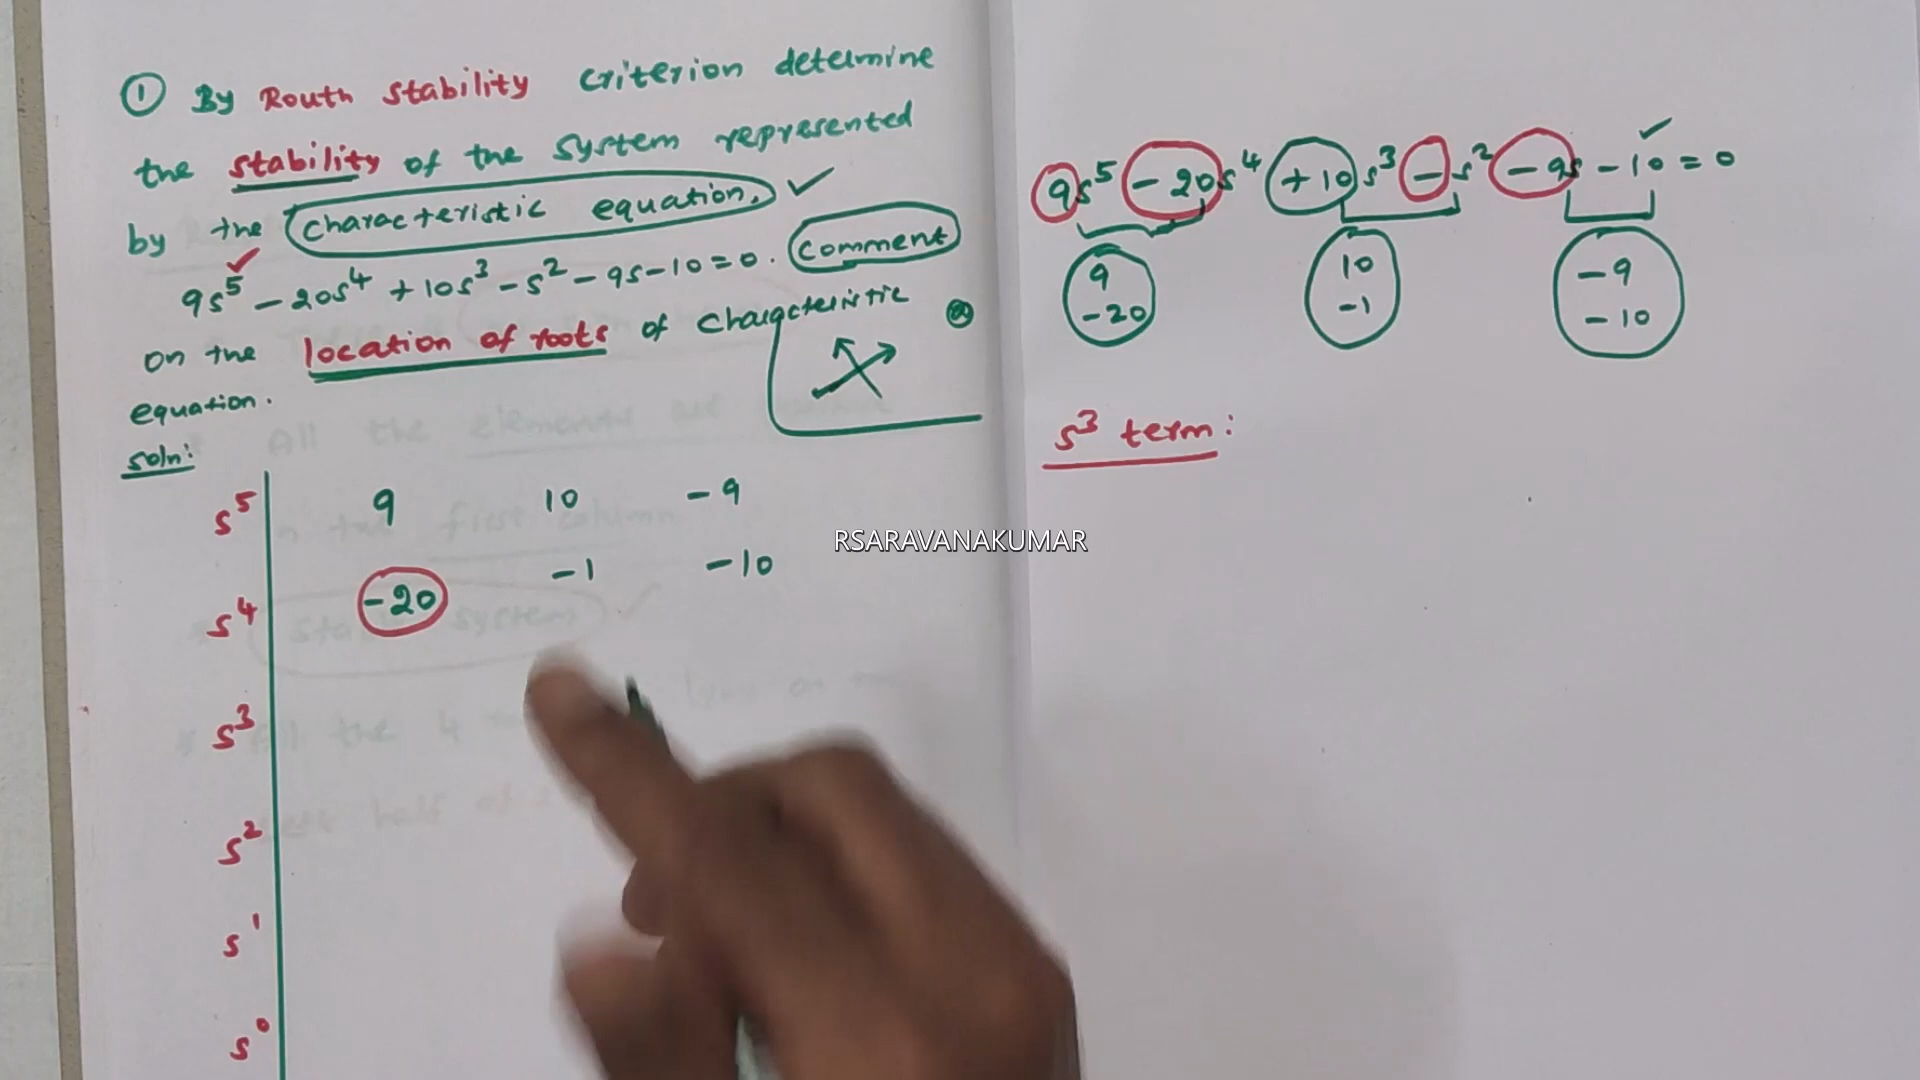 ① By Routh stability criterion determine
the stability of the system represented
by the characteristic equation,
9s⁵ - 20s⁴ + 10s³ - s² - 9s - 10 = 0. comment
on the location of roots of characteristic
equation.
soln:
s⁵ 9 10 -9
s⁴ -20 -1 -10
s³
s²
s¹
s⁰
9s⁵ - 20s⁴ + 10s³ - s² - 9s - 10 = 0
9 10 -9
-20 -1 -10
s³ term:
RSARAVANAKUMAR